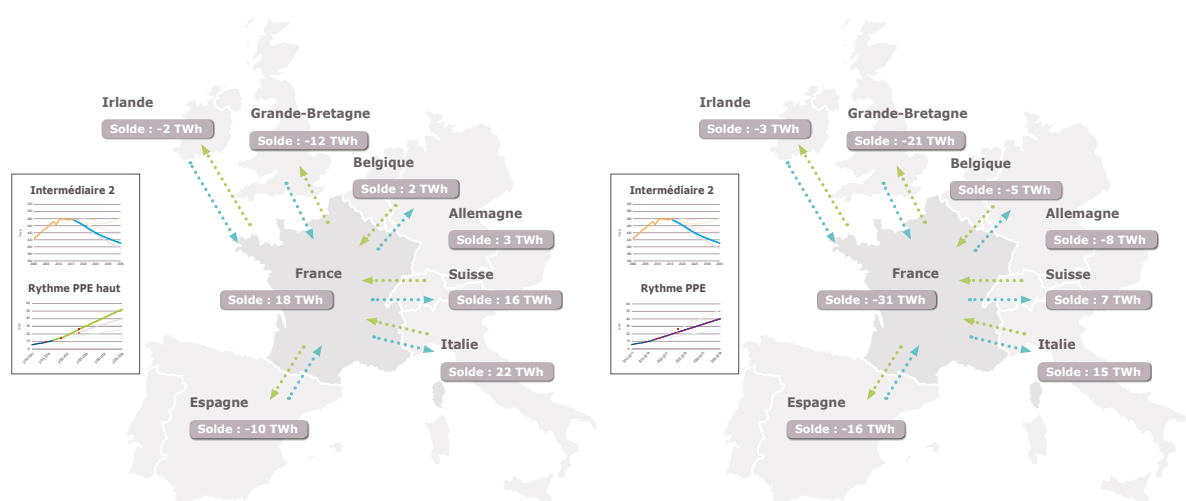 Irlande
Solde : -2 TWh
Grande-Bretagne
Solde : -12 TWh
Belgique
Solde : 2 TWh
Intermédiaire 2
Allemagne
Solde : 3 TWh
France
Solde : 18 TWh
Suisse
Solde : 16 TWh
Rythme PPE haut
Italie
Solde : 22 TWh
Espagne
Solde : -10 TWh
Irlande
Solde : -3 TWh
Grande-Bretagne
Solde : -21 TWh
Belgique
Solde : -5 TWh
Intermédiaire 2
Allemagne
Solde : -8 TWh
France
Solde : -31 TWh
Suisse
Solde : 7 TWh
Rythme PPE
Italie
Solde : 15 TWh
Espagne
Solde : -16 TWh